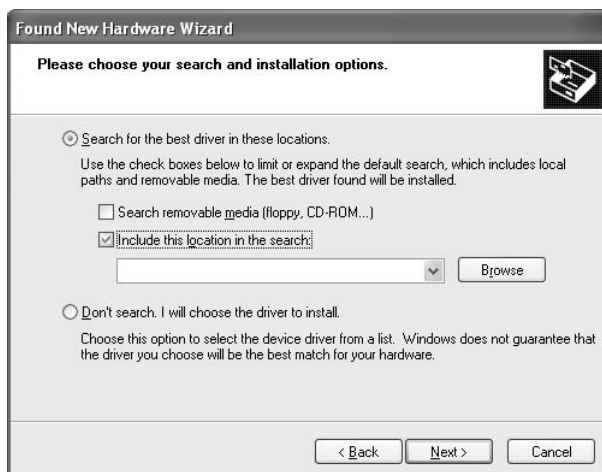 Found New Hardware Wizard
Please choose your search and installation options.
Search for the best driver in these locations.
Use the check boxes below to limit or expand the default search, which includes local
paths and removable media. The best driver found will be installed.
Search removable media (floppy, CD-ROM...)
Include this location in the search:
Browse
Don't search. I will choose the driver to install.
Choose this option to select the device driver from a list. Windows does not guarantee that
the driver you choose will be the best match for your hardware.
< Back Next > Cancel